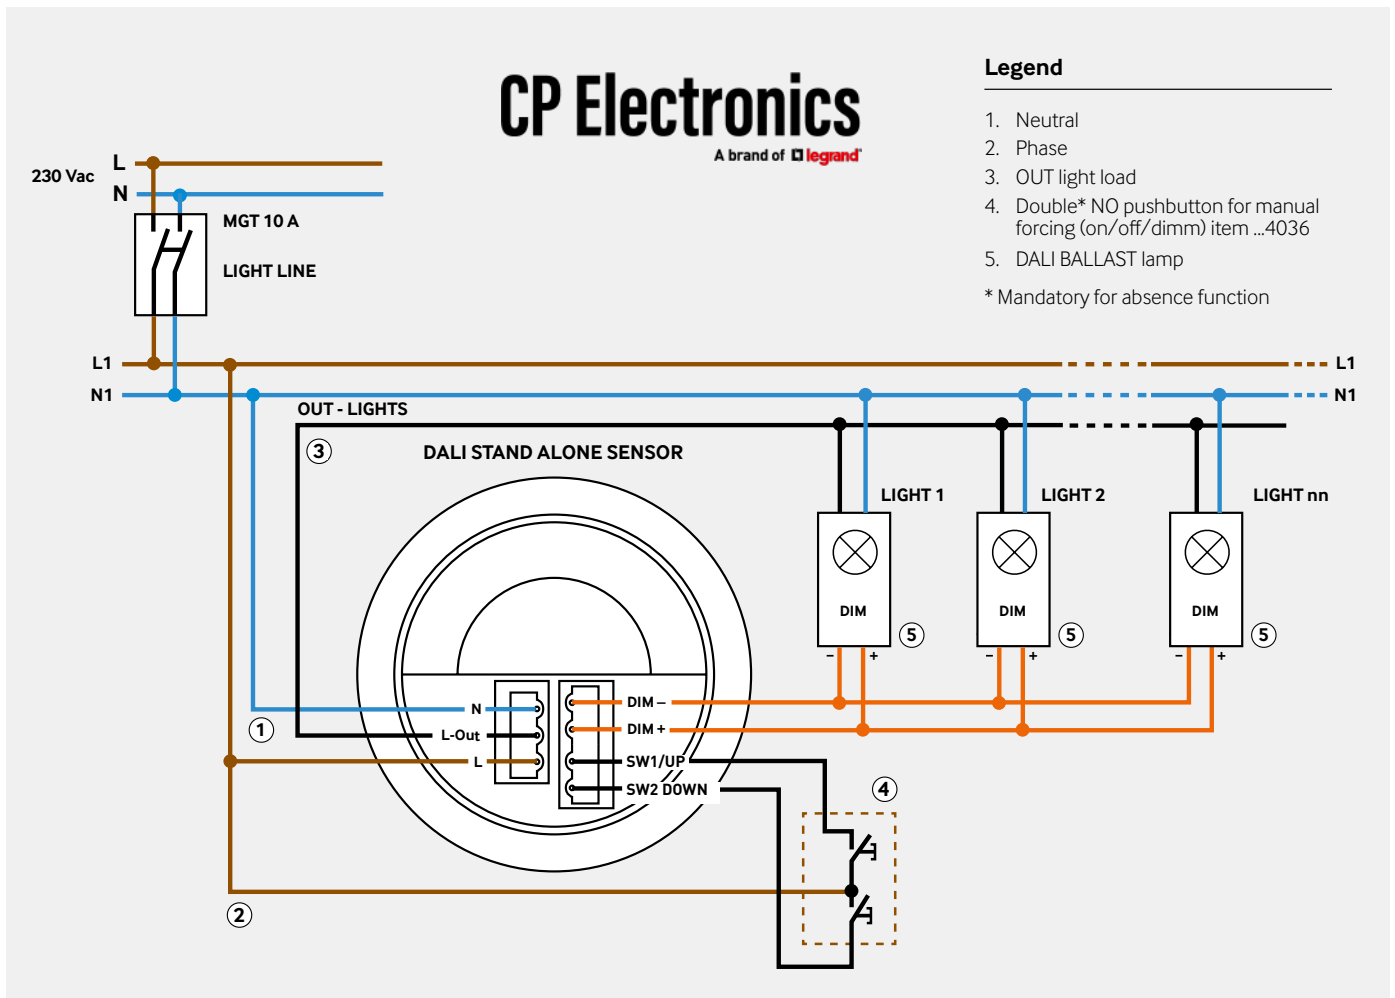 CP Electronics
A brand of legrand
Legend
1. Neutral
2. Phase
3. OUT light load
4. Double* NO pushbutton for manual
forcing (on/off/dimm) item ...4036
5. DALI BALLAST lamp
* Mandatory for absence function
230 Vac
L
N
MGT 10 A
LIGHT LINE
L1
L1
N1
N1
OUT - LIGHTS
3
DALI STAND ALONE SENSOR
LIGHT 1
LIGHT 2
LIGHT nn
DIM
DIM
DIM
5
5
5
– +
– +
– +
N
L-Out
L
DIM –
DIM +
SW1/UP
SW2 DOWN
1
4
2